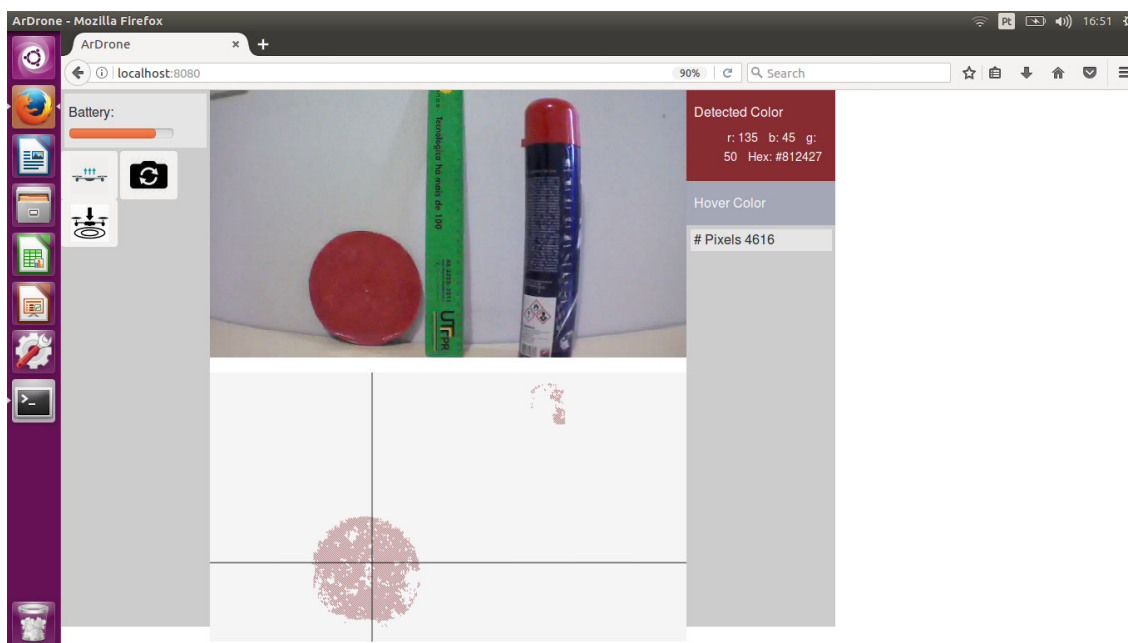 ArDrone - Mozilla Firefox
Pt
16:51
ArDrone
localhost:8080
90%
Search
Battery:
Detected Color
r: 135 b: 45 g:
50 Hex: #812427
Hover Color
# Pixels 4616
Tecnologica há mais de 100
UTFPR